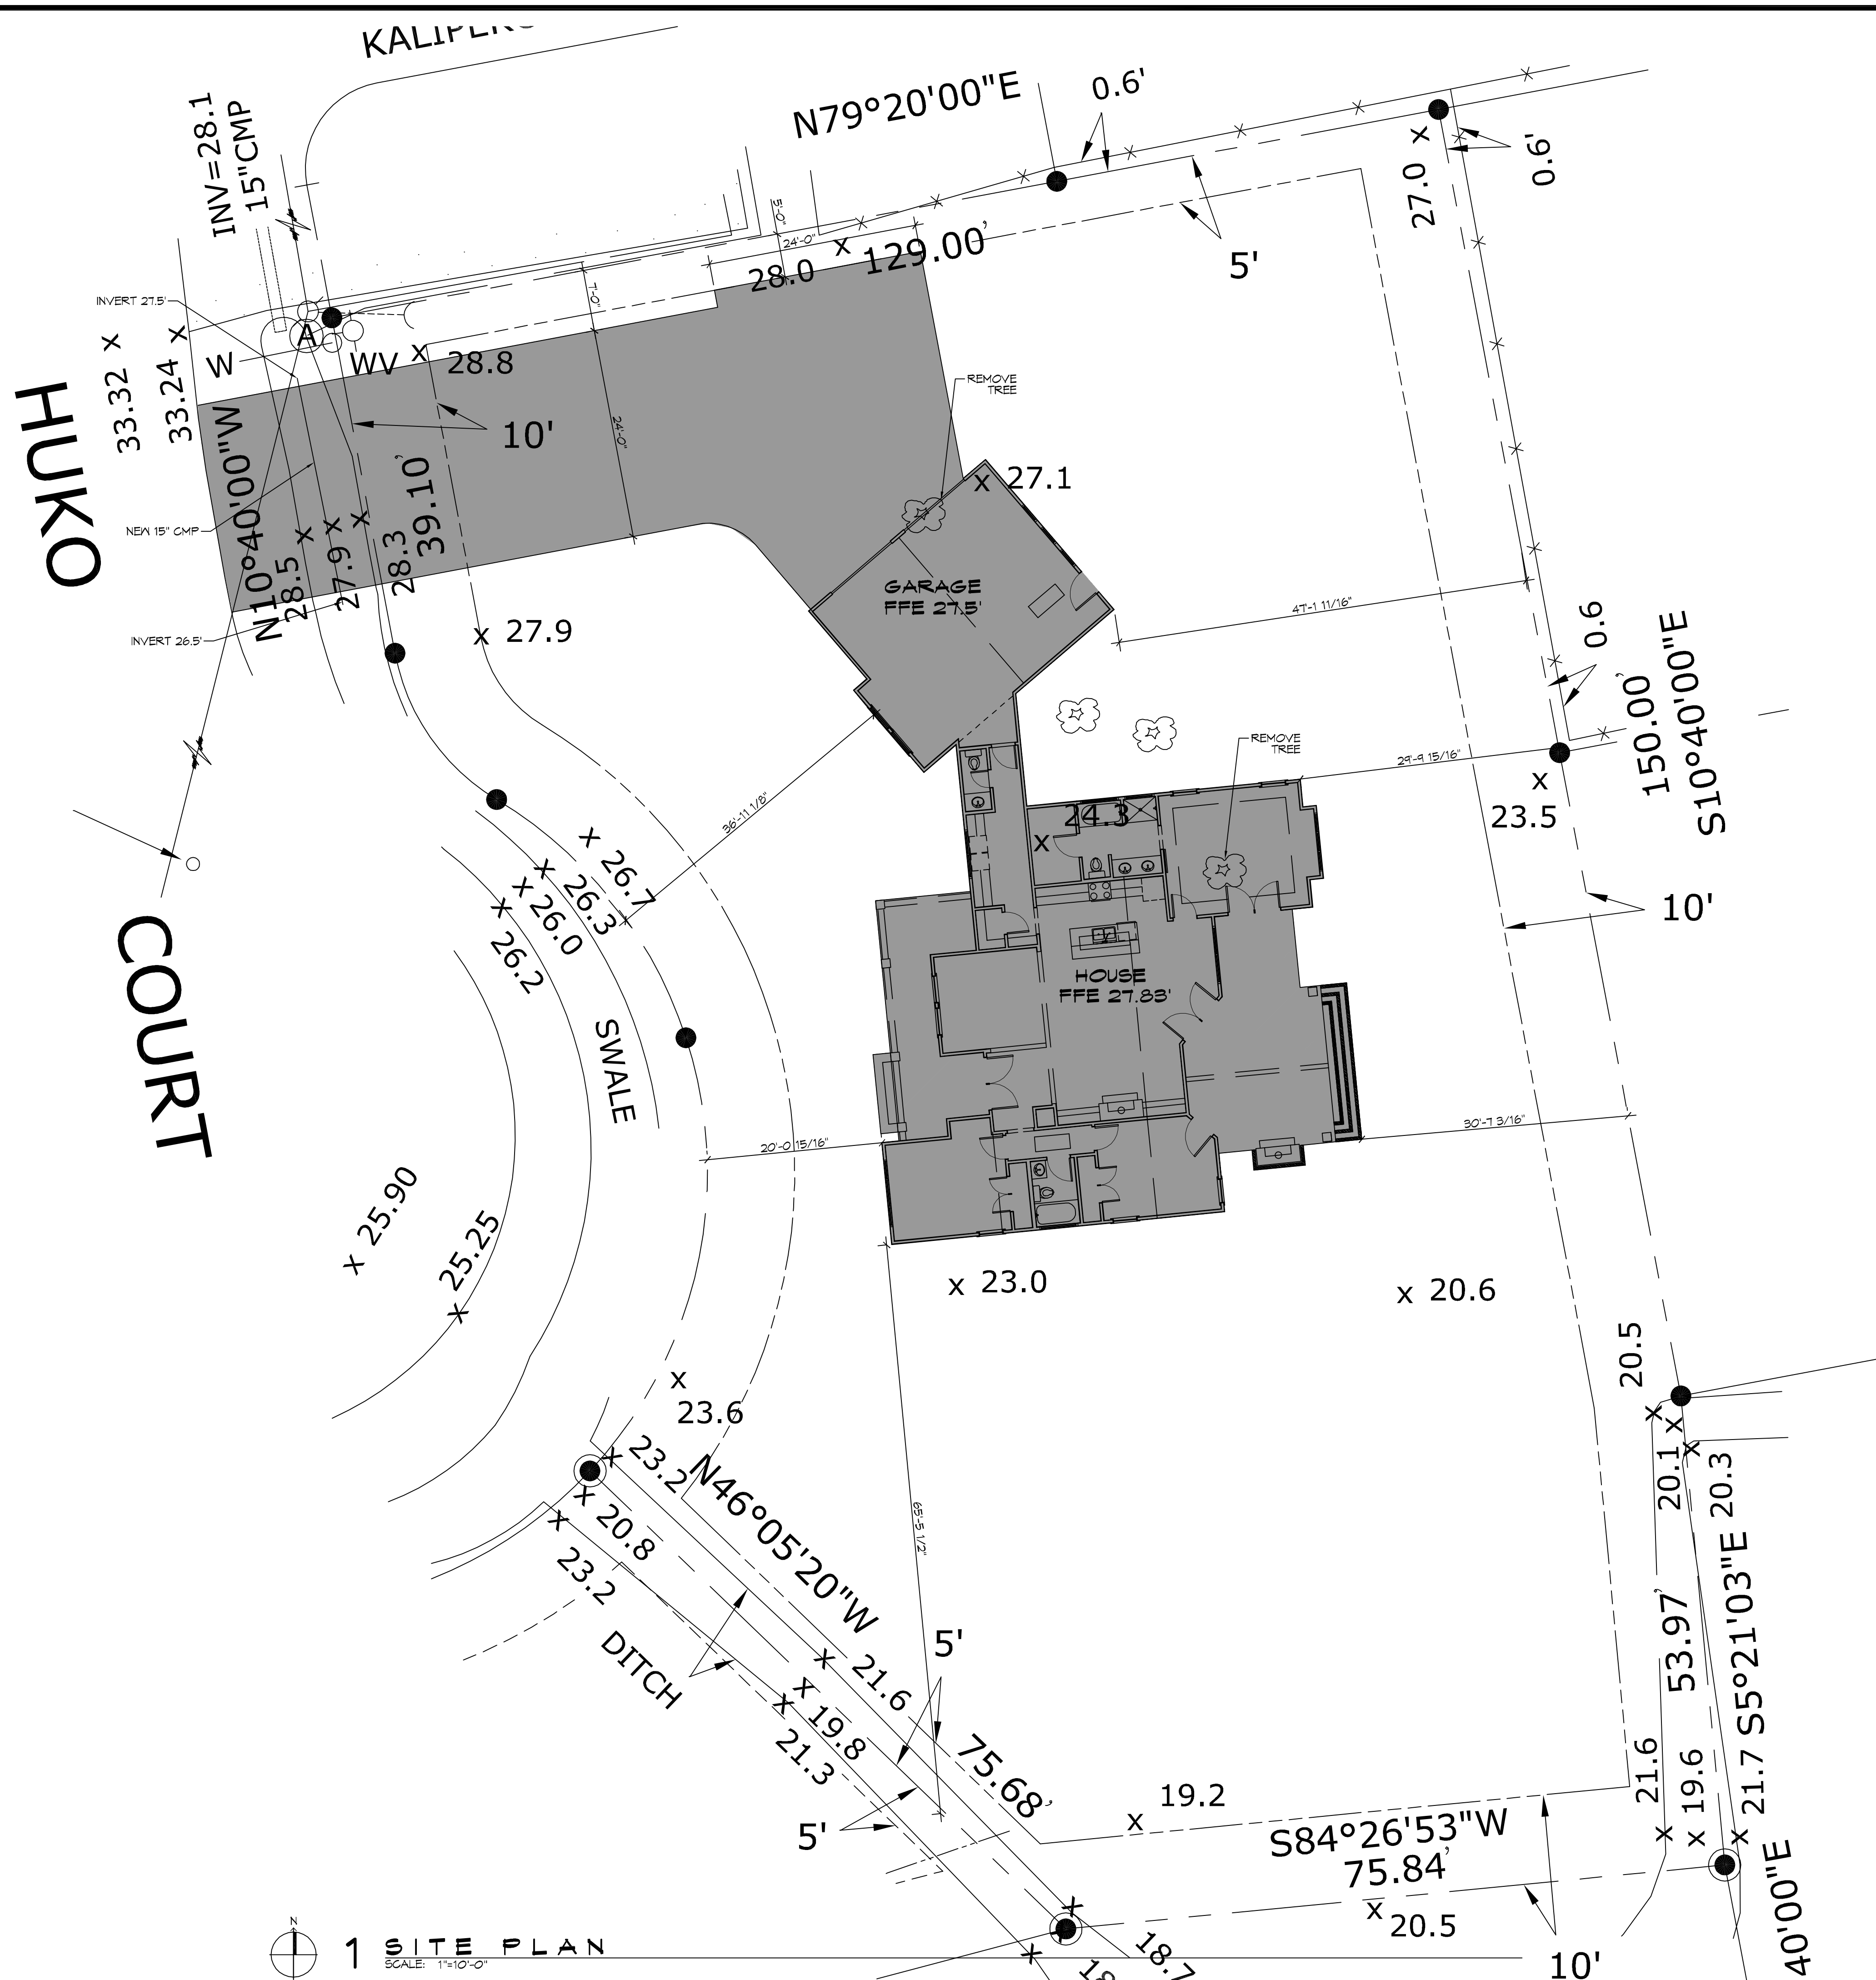 INV=28.1
15"CMP
N79°20'00"E
0.6'
0.6'
27.0 x
5'-0"
24'-0"
x
28.0
129.00'
5'
7'-0"
INVERT 27.5'
33.32 x
33.24 x
A
W
WV
x 28.8
REMOVE
TREE
HUKO
10'
24'-0"
x 27.1
N10°40'00"W
39.10'
NEW 15" CMP
28.5 x
27.9 x
28.3 x
GARAGE
FFE 27.5'
INVERT 26.5'
x 27.9
47'-1 11/16"
0.6
150.00'
S10°40'00"E
REMOVE
TREE
29'-9 15/16"
x
23.5
36'-11 1/8"
24.3
x
x 26.7
x 26.3
x 26.0
x
26.2
10'
COURT
HOUSE
FFE 27.83'
SWALE
20'-0 15/16"
30'-7 3/16"
x 25.90
25.25
x
x 23.0
x 20.6
20.5
x
23.6
x
23.2
N46°05'20"W
x
20.8
x
23.2
x
x
20.1
x
20.3
65'-5 1/2"
DITCH
5'
x
21.6
x
19.8
x
21.3
75.68'
5'
53.97'
S5°21'03"E
21.6
x
x 19.6
x 21.7
19.2
x
S84°26'53"W
75.84'
x
20.5
10'
40'00"E
x
18.7
x
N
1 SITE PLAN
SCALE: 1"=10'-0"